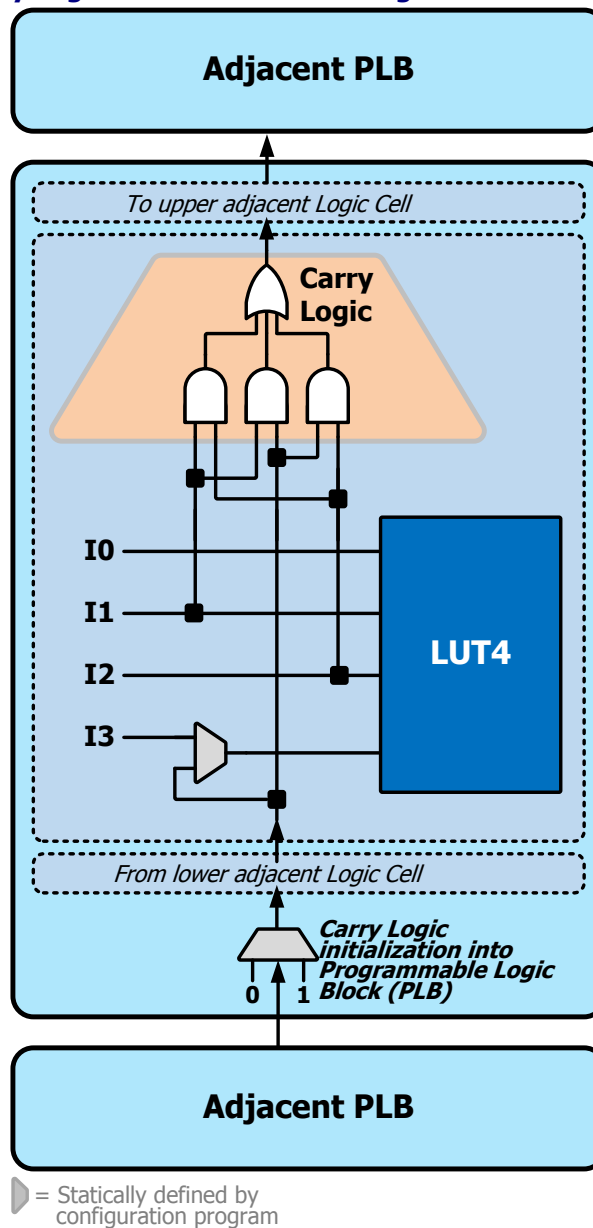 Adjacent PLB
To upper adjacent Logic Cell
Carry
Logic
I0
I1
I2
I3
LUT4
From lower adjacent Logic Cell
Carry Logic
initialization into
Programmable Logic
Block (PLB)
0 1
Adjacent PLB
= Statically defined by
configuration program